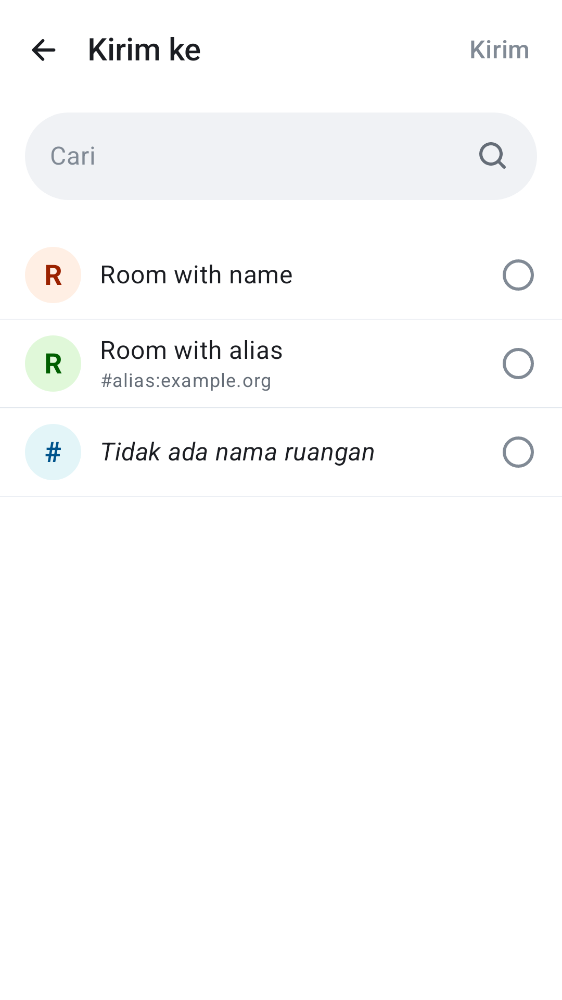 Kirim ke
Kirim
Cari
R
Room with name
R
Room with alias
#alias:example.org
#
Tidak ada nama ruangan